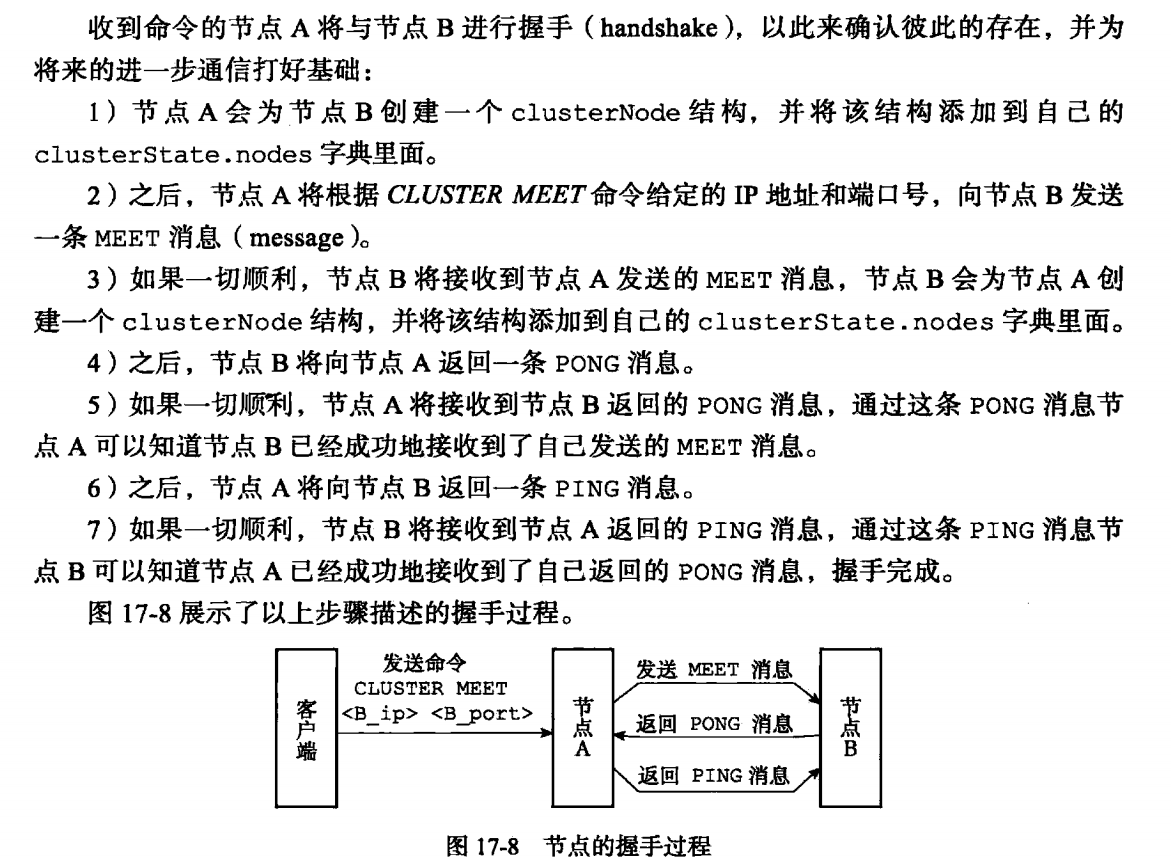 收到命令的节点 A 将与节点 B 进行握手（handshake），以此来确认彼此的存在，并为
将来的进一步通信打好基础：
1）节点 A 会为节点 B 创建一个 clusterNode 结构，并将该结构添加到自己的
clusterState.nodes 字典里面。
2）之后，节点 A 将根据 CLUSTER MEET 命令给定的 IP 地址和端口号，向节点 B 发送
一条 MEET 消息（message）。
3）如果一切顺利，节点 B 将接收到节点 A 发送的 MEET 消息，节点 B 会为节点 A 创
建一个 clusterNode 结构，并将该结构添加到自己的 clusterState.nodes 字典里面。
4）之后，节点 B 将向节点 A 返回一条 PONG 消息。
5）如果一切顺利，节点 A 将接收到节点 B 返回的 PONG 消息，通过这条 PONG 消息节
点 A 可以知道节点 B 已经成功地接收到了自己发送的 MEET 消息。
6）之后，节点 A 将向节点 B 返回一条 PING 消息。
7）如果一切顺利，节点 B 将接收到节点 A 返回的 PING 消息，通过这条 PING 消息节
点 B 可以知道节点 A 已经成功地接收到了自己返回的 PONG 消息，握手完成。
图 17-8 展示了以上步骤描述的握手过程。
客户端
发送命令
CLUSTER MEET
<B_ip> <B_port>
节点A
发送 MEET 消息
返回 PONG 消息
返回 PING 消息
节点B
图 17-8 节点的握手过程